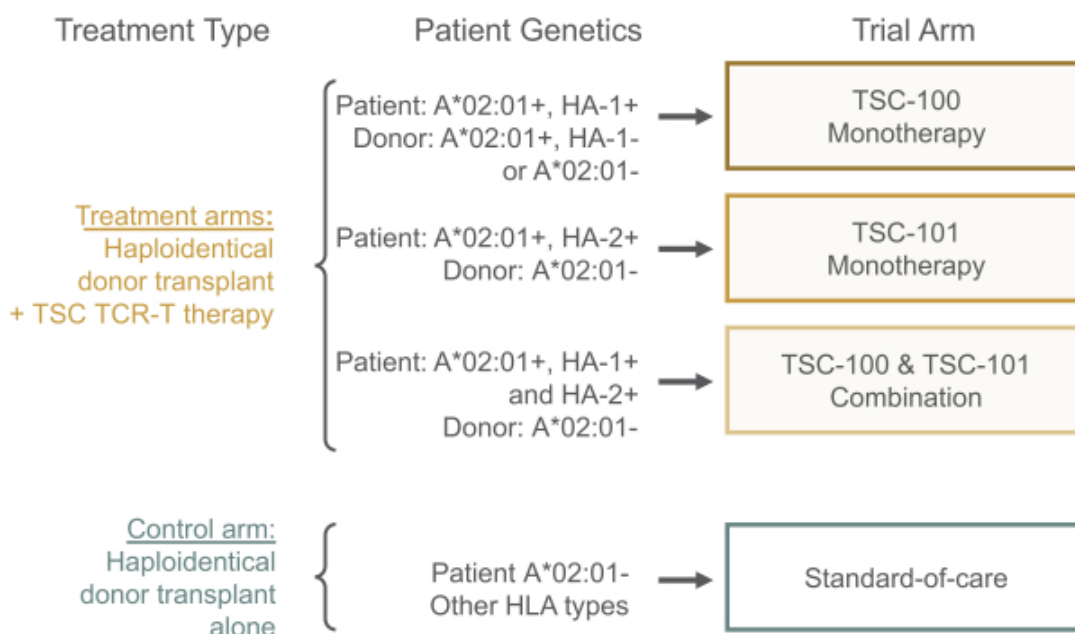 Treatment Type
Patient Genetics
Trial Arm
Treatment arms:
Haploidentical
donor transplant
+ TSC TCR-T therapy
Patient: A*02:01+, HA-1+
Donor: A*02:01+, HA-1-
or A*02:01-
TSC-100
Monotherapy
Patient: A*02:01+, HA-2+
Donor: A*02:01-
TSC-101
Monotherapy
Patient: A*02:01+, HA-1+
and HA-2+
Donor: A*02:01-
TSC-100 & TSC-101
Combination
Control arm:
Haploidentical
donor transplant
alone
Patient A*02:01-
Other HLA types
Standard-of-care